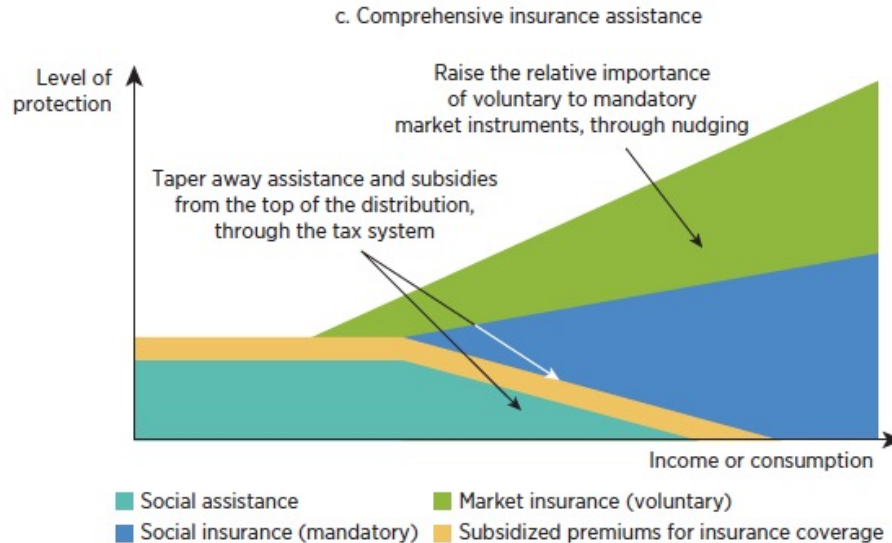 c. Comprehensive insurance assistance
Level of
protection
Raise the relative importance
of voluntary to mandatory
market instruments, through nudging
Taper away assistance and subsidies
from the top of the distribution,
through the tax system
Income or consumption
Social assistance
Market insurance (voluntary)
Social insurance (mandatory)
Subsidized premiums for insurance coverage